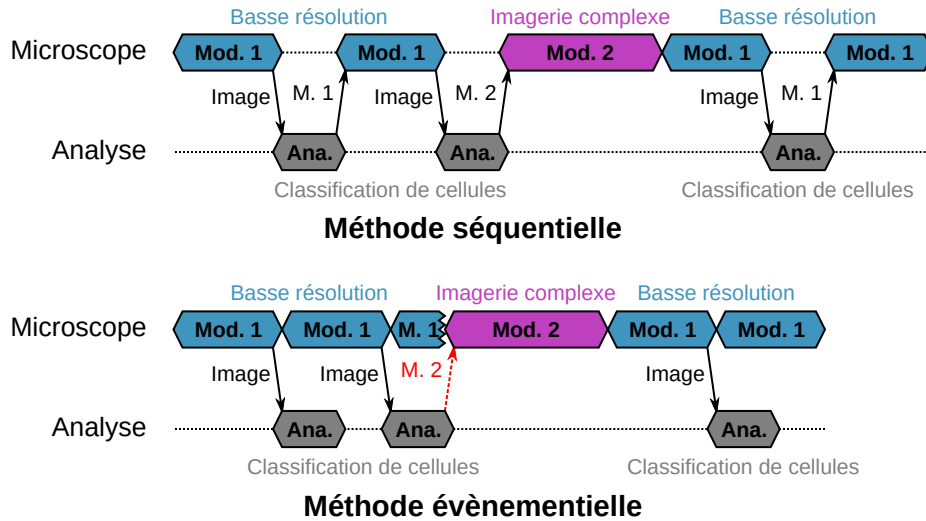 Basse résolution Imagerie complexe Basse résolution
Microscope Mod. 1 Mod. 1 Mod. 2 Mod. 1 Mod. 1
Image M. 1 Image M. 2 Image M. 1
Analyse Ana. Ana. Ana.
Classification de cellules Classification de cellules
Méthode séquentielle
Basse résolution Imagerie complexe Basse résolution
Microscope Mod. 1 Mod. 1 M. 1 Mod. 2 Mod. 1 Mod. 1
Image Image M. 2 Image
Analyse Ana. Ana. Ana.
Classification de cellules Classification de cellules
Méthode évènementielle